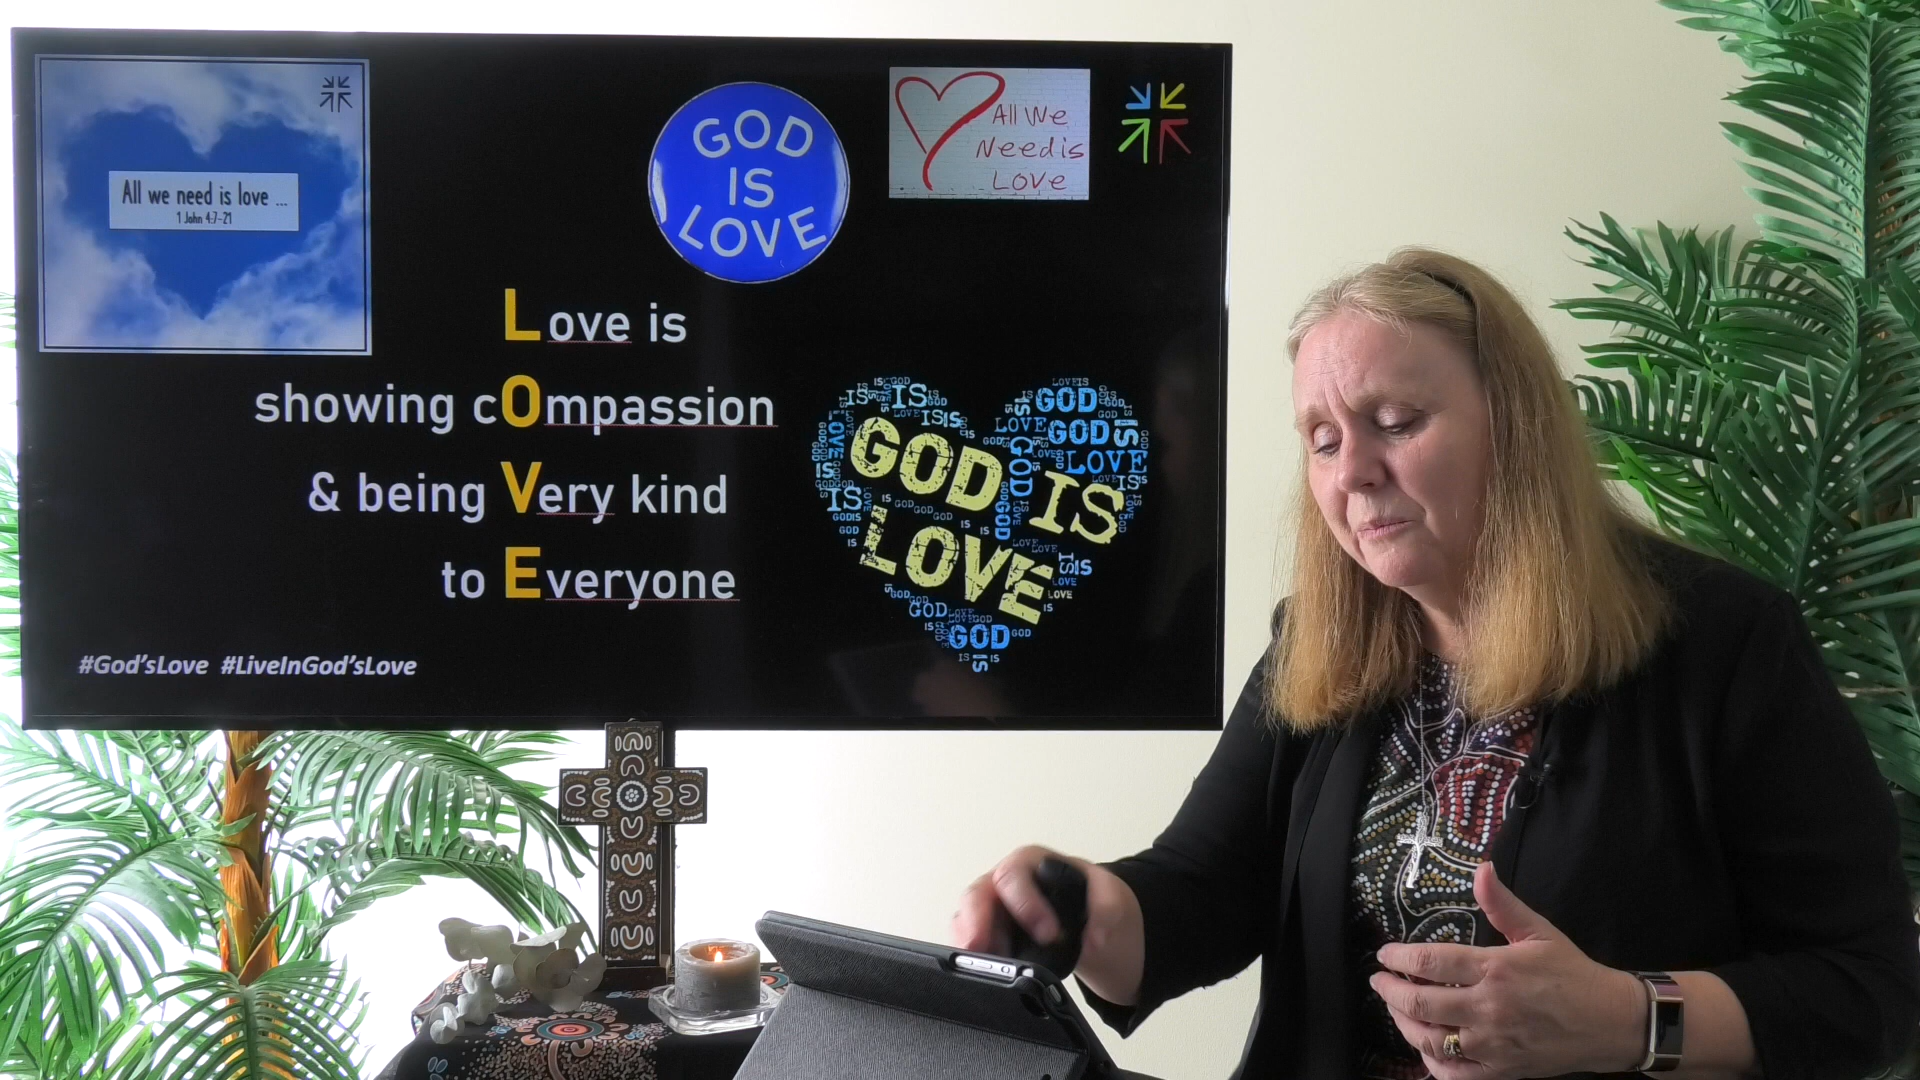 All we need is love ...
1 John 4:7-21
GOD
IS
LOVE
All We
Need is
Love
Love is
showing cOmpassion
& being Very kind
to Everyone
GOD IS
LOVE
#God'sLove #LiveInGod'sLove